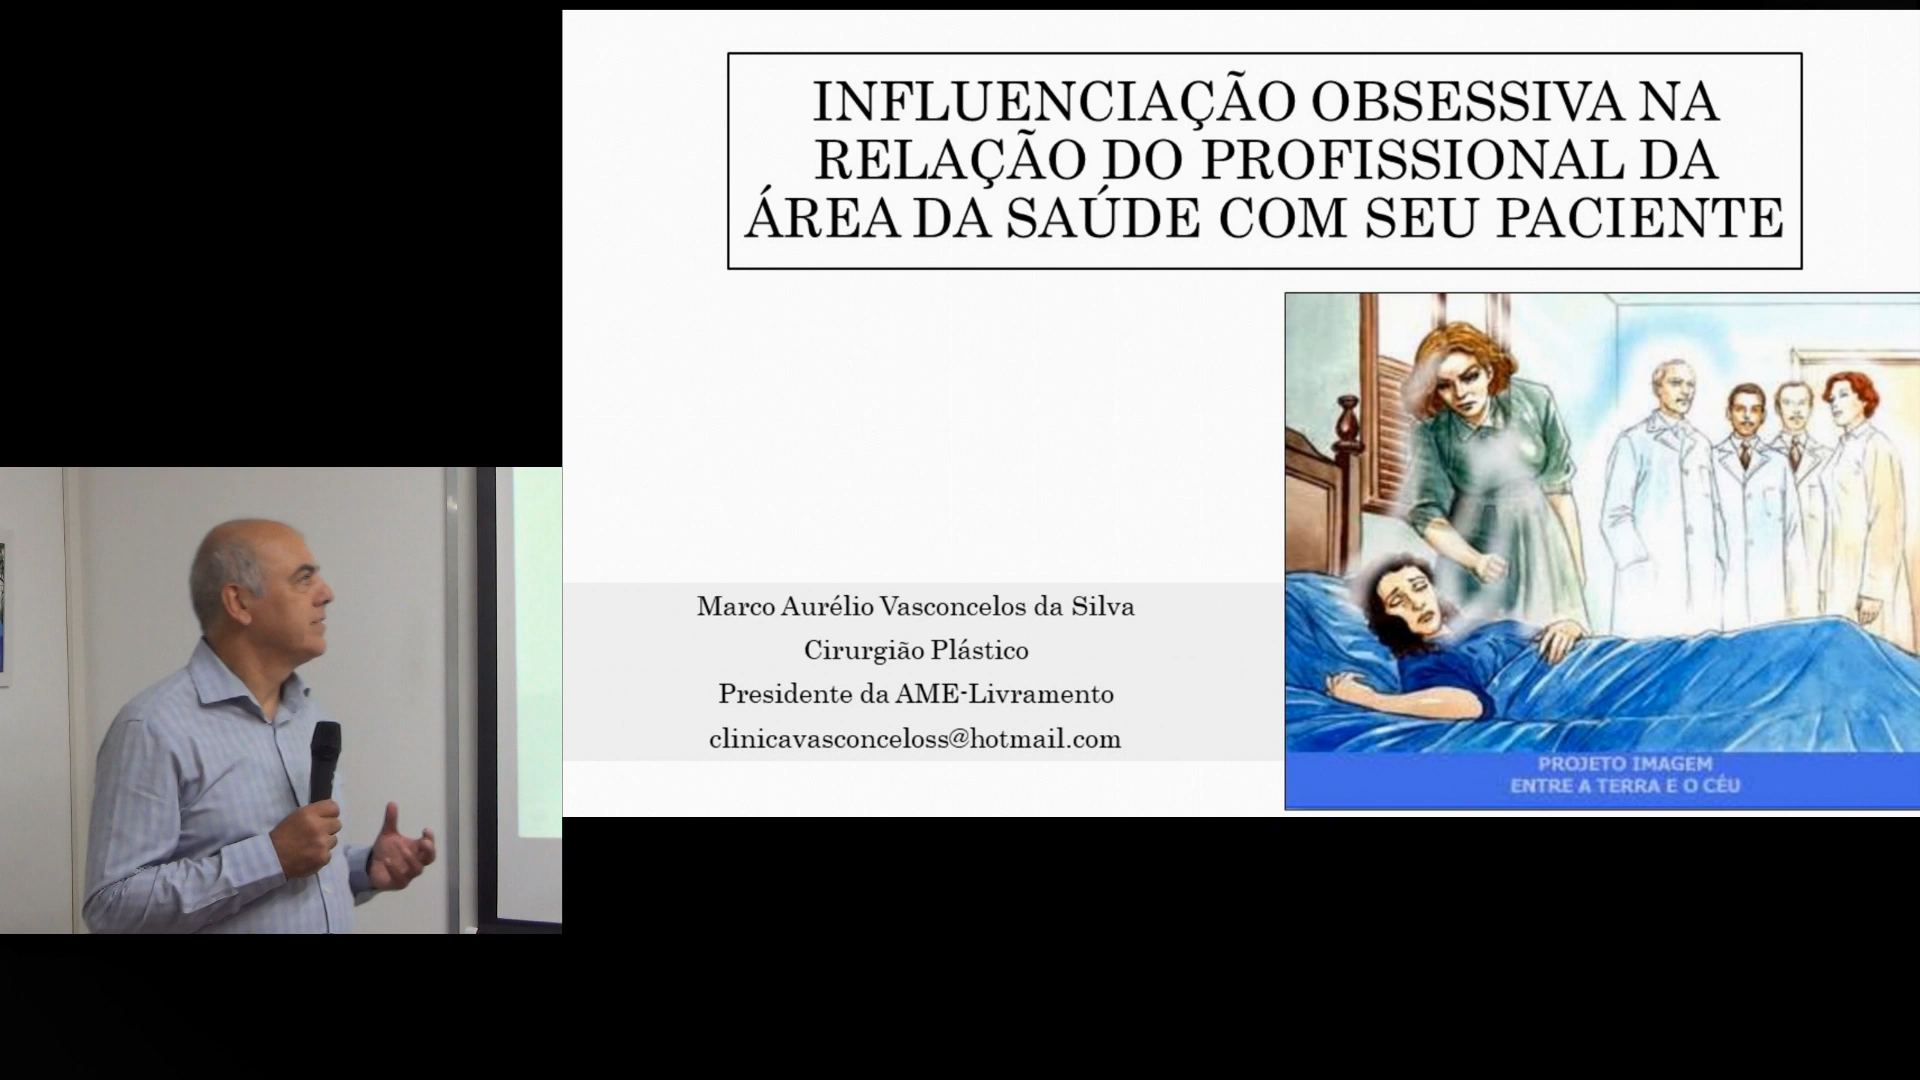 INFLUENCIAÇÃO OBSESSIVA NA
RELAÇÃO DO PROFISSIONAL DA
ÁREA DA SAÚDE COM SEU PACIENTE
Marco Aurélio Vasconcelos da Silva
Cirurgião Plástico
Presidente da AME-Livramento
clinicavasconceloss@hotmail.com
PROJETO IMAGEM
ENTRE A TERRA E O CÉU